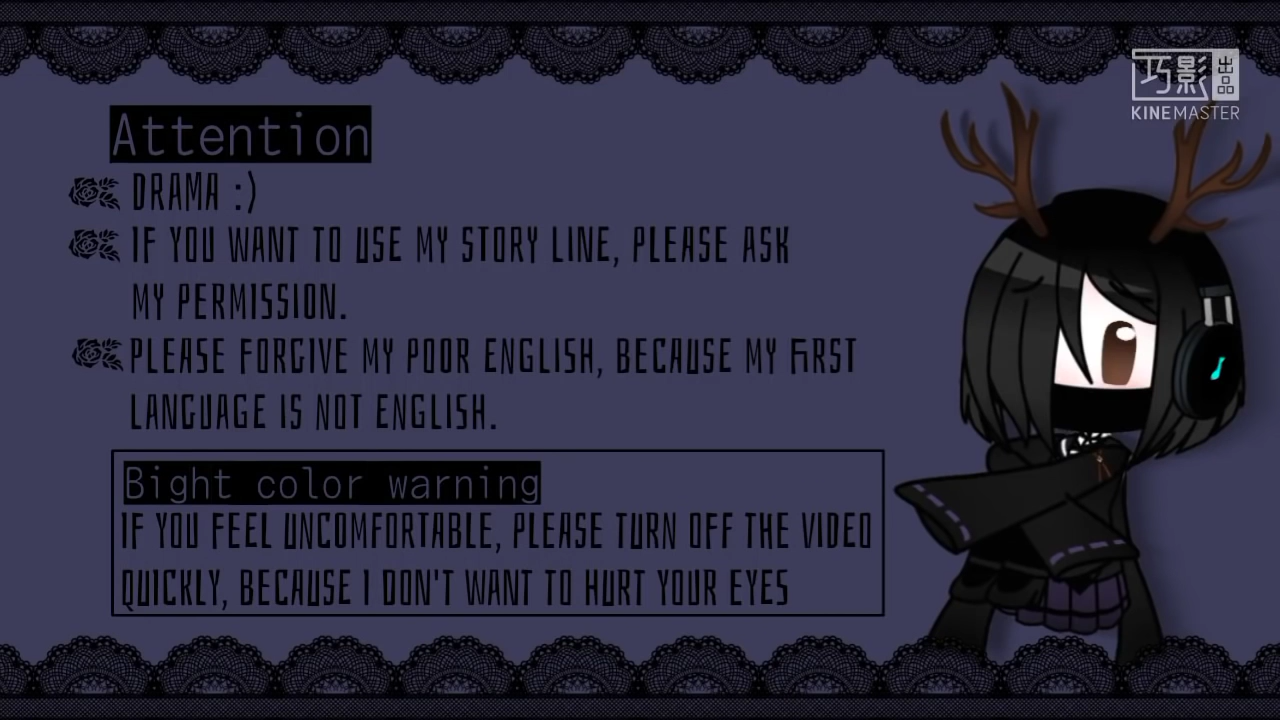 巧影出品
KINEMASTER
Attention
DRAMA :)
IF YOU WANT TO USE MY STORY LINE, PLEASE ASK
MY PERMISSION.
PLEASE FORGIVE MY POOR ENGLISH, BECAUSE MY FIRST
LANGUAGE IS NOT ENGLISH.
Bight color warning
IF YOU FEEL UNCOMFORTABLE, PLEASE TURN OFF THE VIDEO
QUICKLY, BECAUSE I DON'T WANT TO HURT YOUR EYES